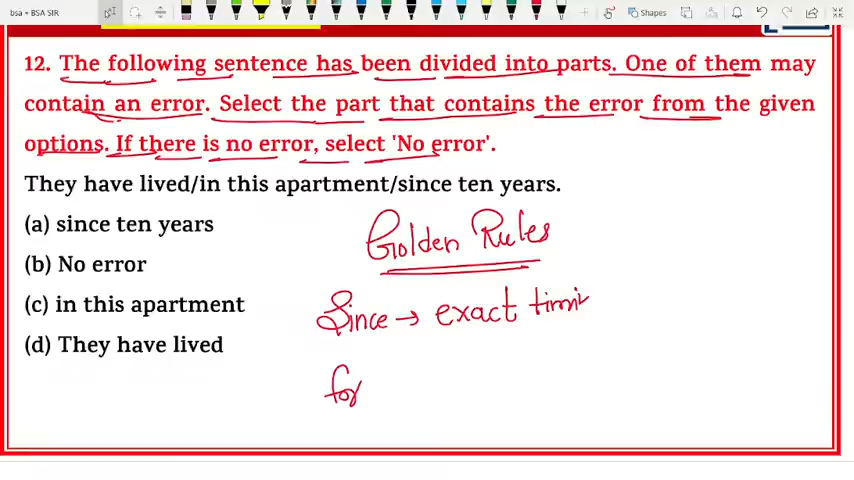 bsa = BSA SIR
Shapes
12. The following sentence has been divided into parts. One of them may
contain an error. Select the part that contains the error from the given
options. If there is no error, select 'No error'.
They have lived/in this apartment/since ten years.
(a) since ten years
(b) No error
(c) in this apartment
(d) They have lived
Golden Rules
Since → exact timi
for